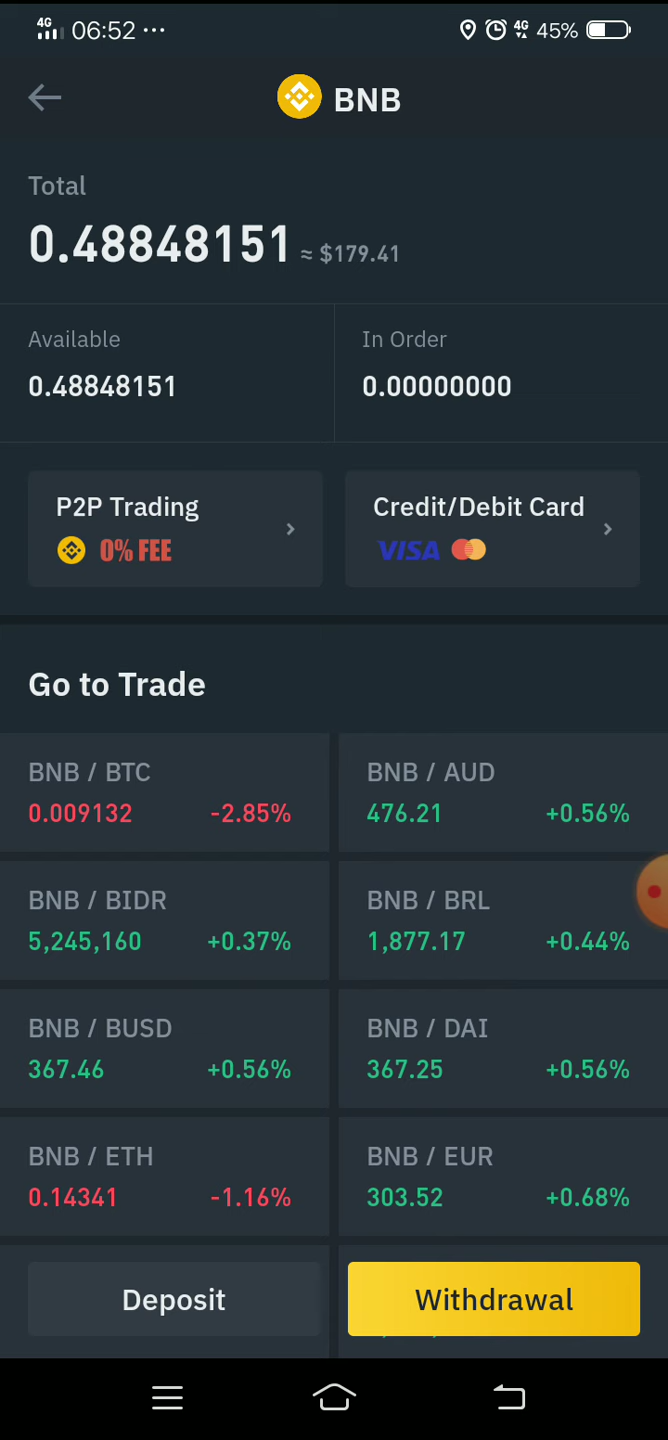 4G 06:52 ··· 4G 45%
BNB
Total
0.48848151 ≈ $179.41
Available In Order
0.48848151 0.00000000
P2P Trading Credit/Debit Card
0% FEE VISA
Go to Trade
BNB / BTC BNB / AUD
0.009132 -2.85% 476.21 +0.56%
BNB / BIDR BNB / BRL
5,245,160 +0.37% 1,877.17 +0.44%
BNB / BUSD BNB / DAI
367.46 +0.56% 367.25 +0.56%
BNB / ETH BNB / EUR
0.14341 -1.16% 303.52 +0.68%
Deposit Withdrawal